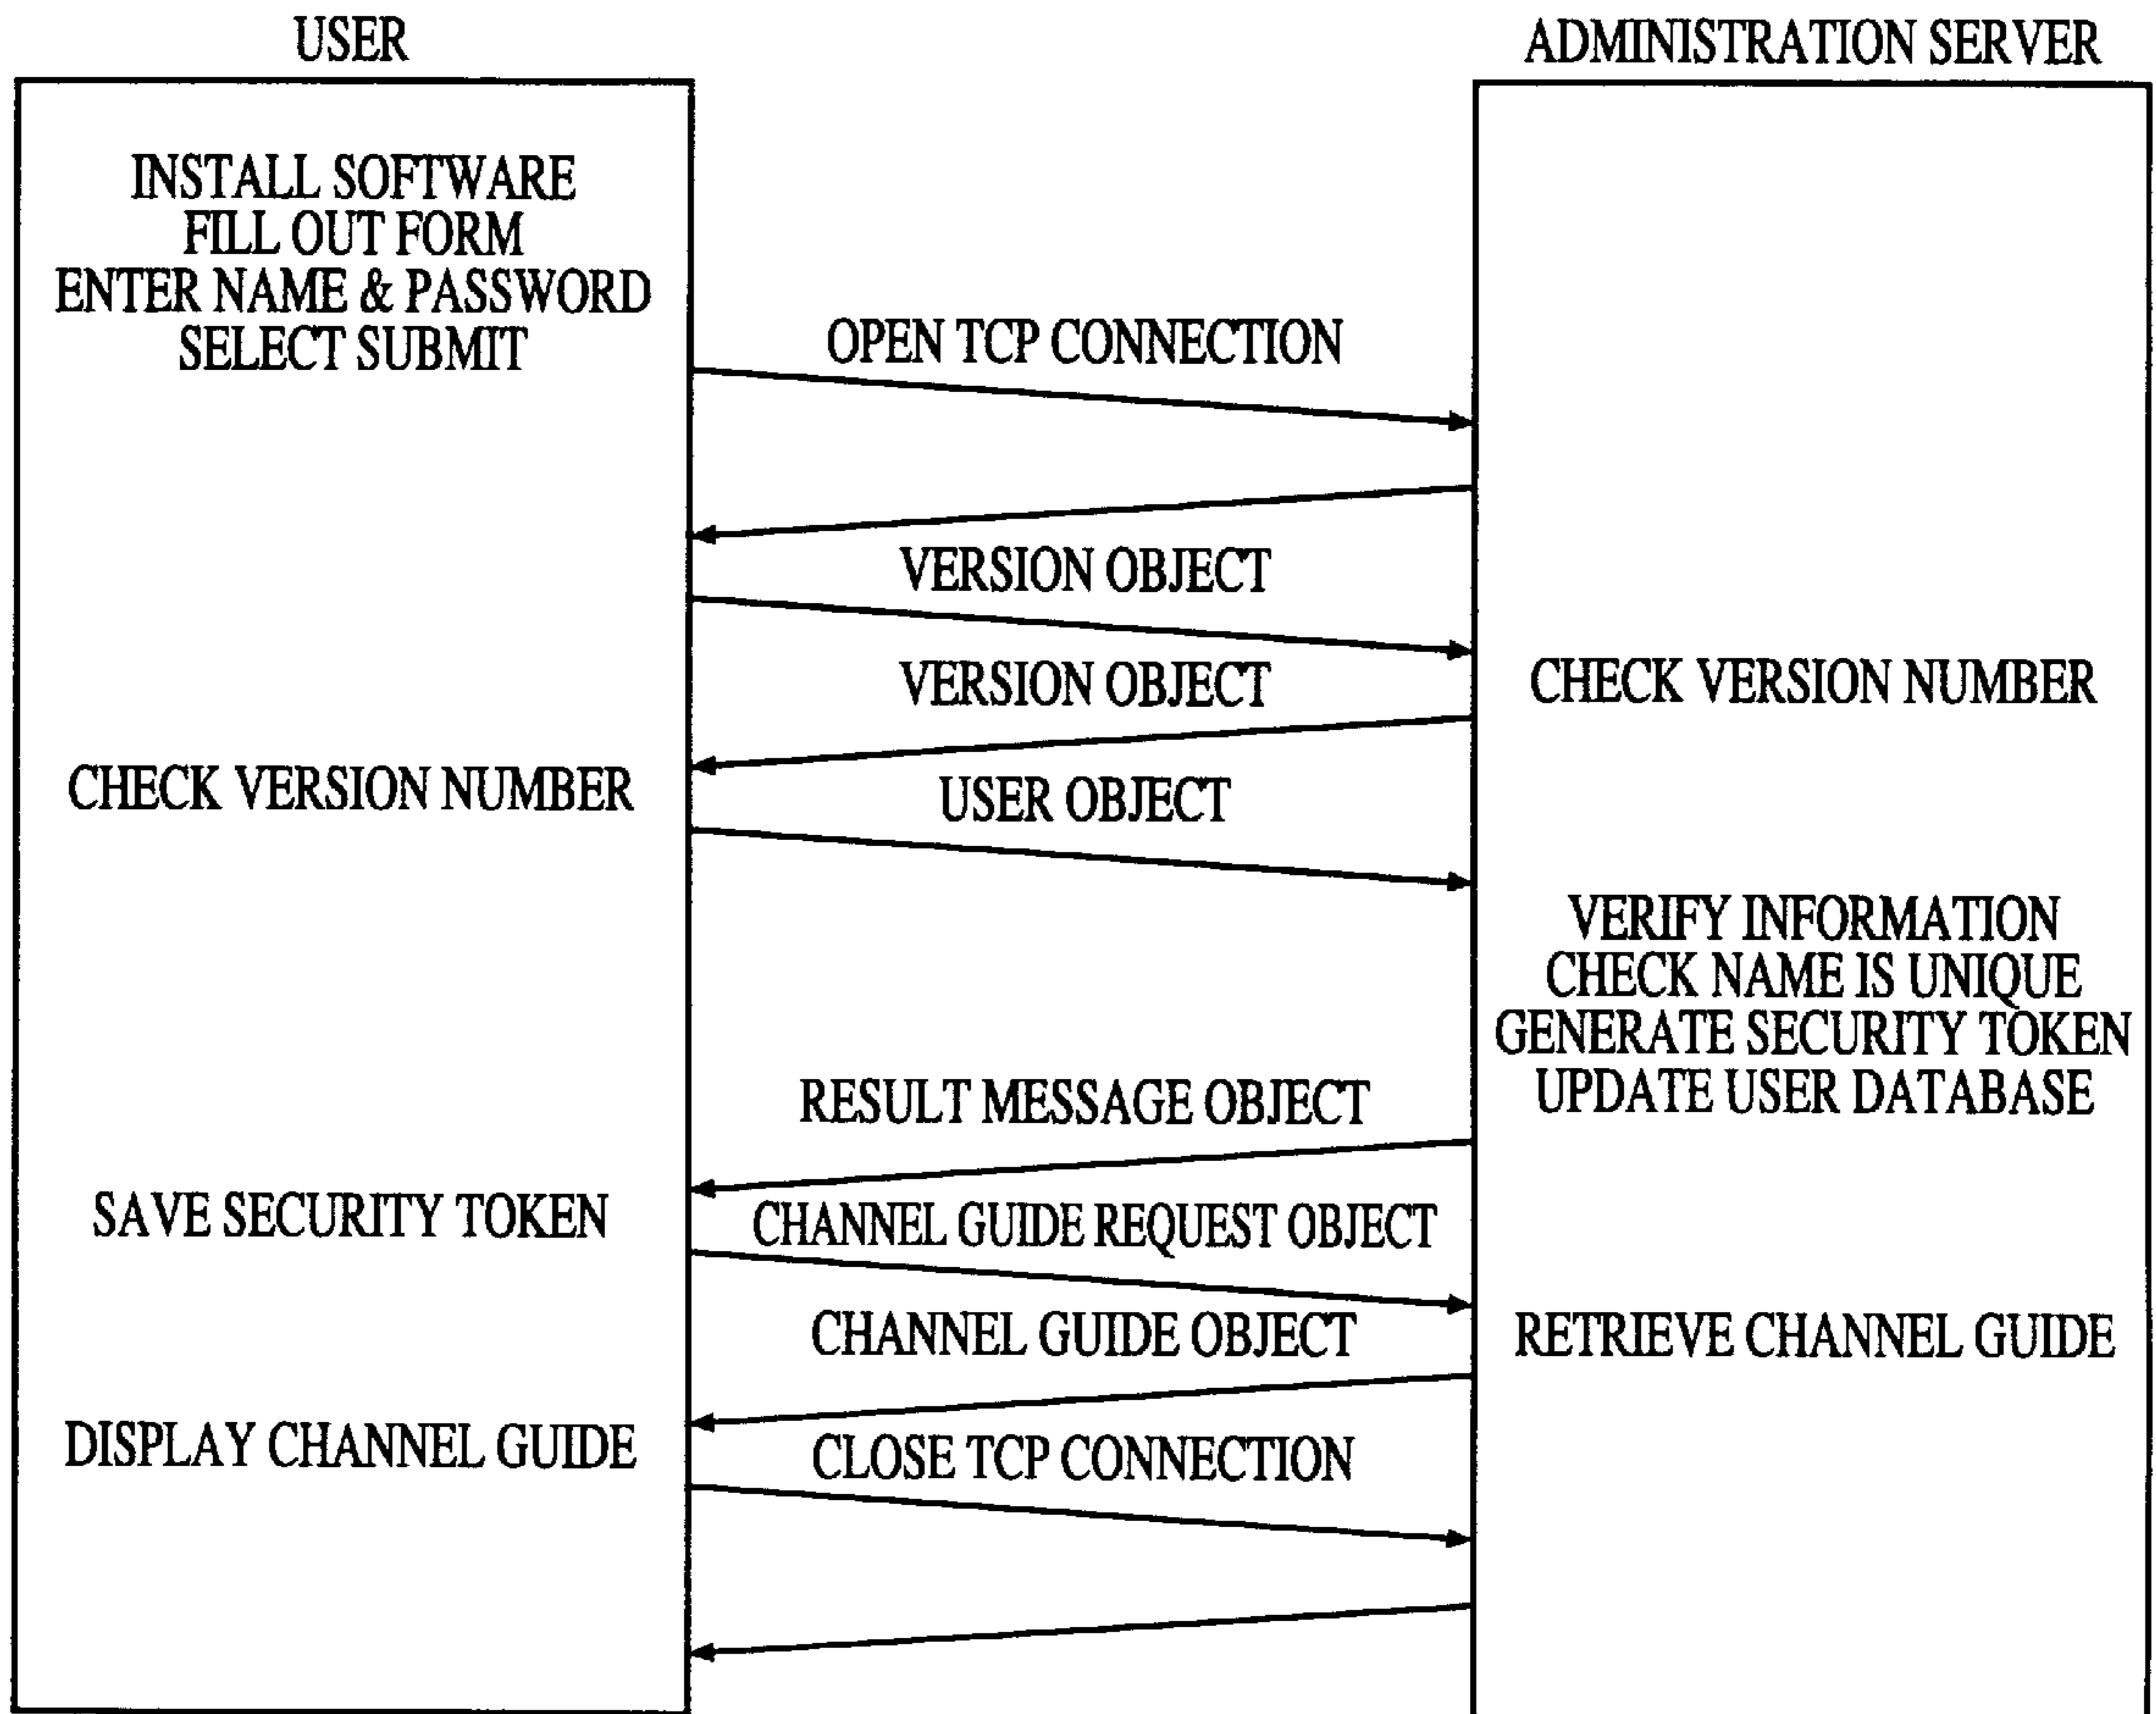 USER
ADMINISTRATION SERVER
INSTALL SOFTWARE
FILL OUT FORM
ENTER NAME & PASSWORD
SELECT SUBMIT
OPEN TCP CONNECTION
VERSION OBJECT
VERSION OBJECT
CHECK VERSION NUMBER
CHECK VERSION NUMBER
USER OBJECT
VERIFY INFORMATION
CHECK NAME IS UNIQUE
GENERATE SECURITY TOKEN
UPDATE USER DATABASE
RESULT MESSAGE OBJECT
SAVE SECURITY TOKEN
CHANNEL GUIDE REQUEST OBJECT
CHANNEL GUIDE OBJECT
RETRIEVE CHANNEL GUIDE
DISPLAY CHANNEL GUIDE
CLOSE TCP CONNECTION